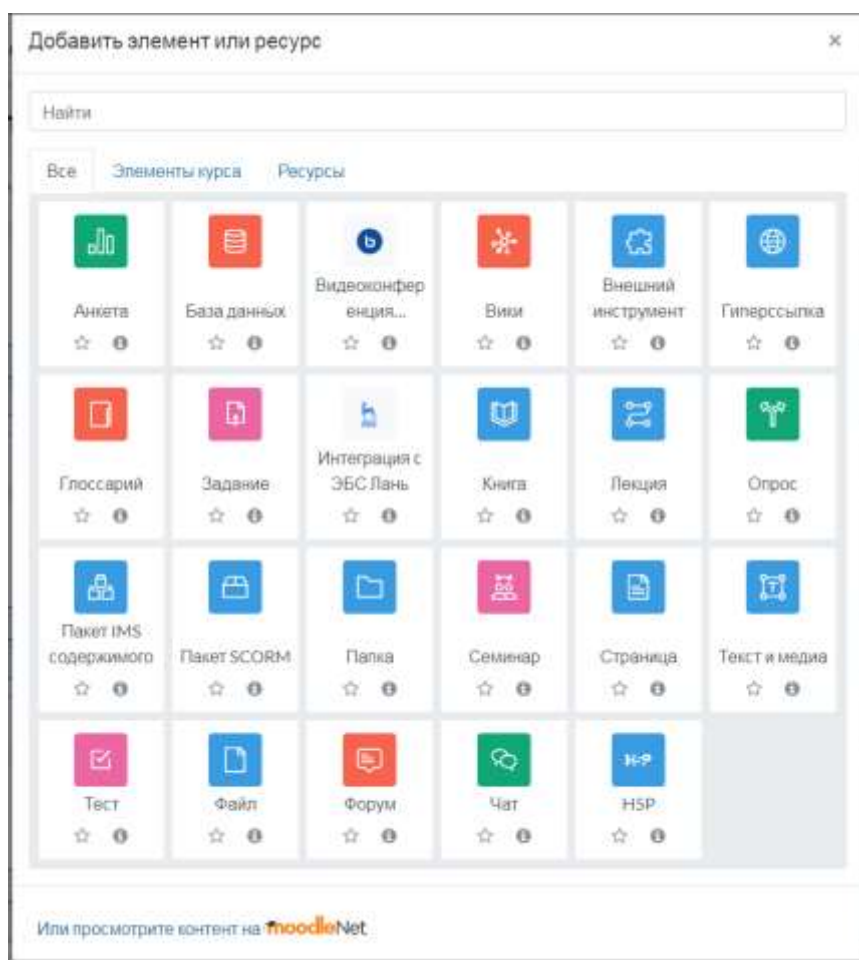 Добавить элемент или ресурс
Найти
Все Элементы курса Ресурсы
Анкета База данных Видеоконфер
енция... Вики Внешний
инструмент Гиперссылка
Глоссарий Задание Интеграция с
ЭБС Лань Книга Лекция Опрос
Пакет IMS
содержимого Пакет SCORM Папка Семинар Страница Текст и медиа
Тест Файл Форум Чат H5P
Или просмотрите контент на moodleNet